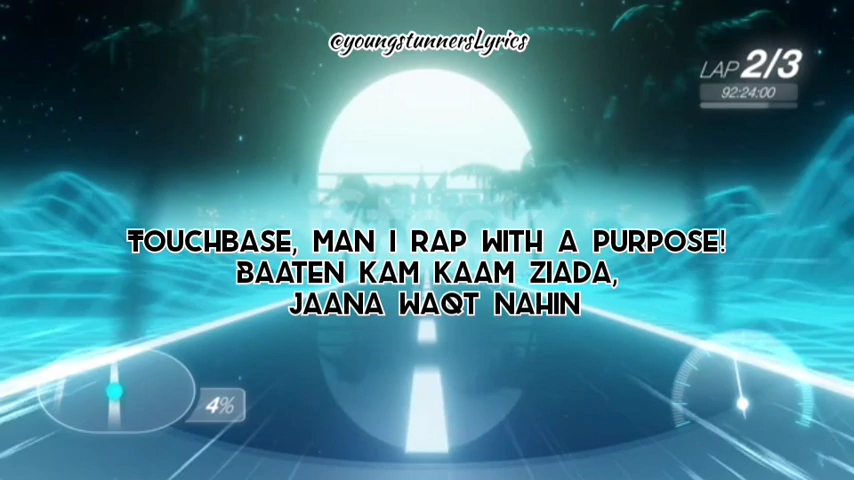 @youngstunnersLyrics
LAP 2/3
92:24:00
TOUCHBASE, MAN I RAP WITH A PURPOSE!
BAATEN KAM KAAM ZIADA,
JAANA WAQT NAHIN
4%